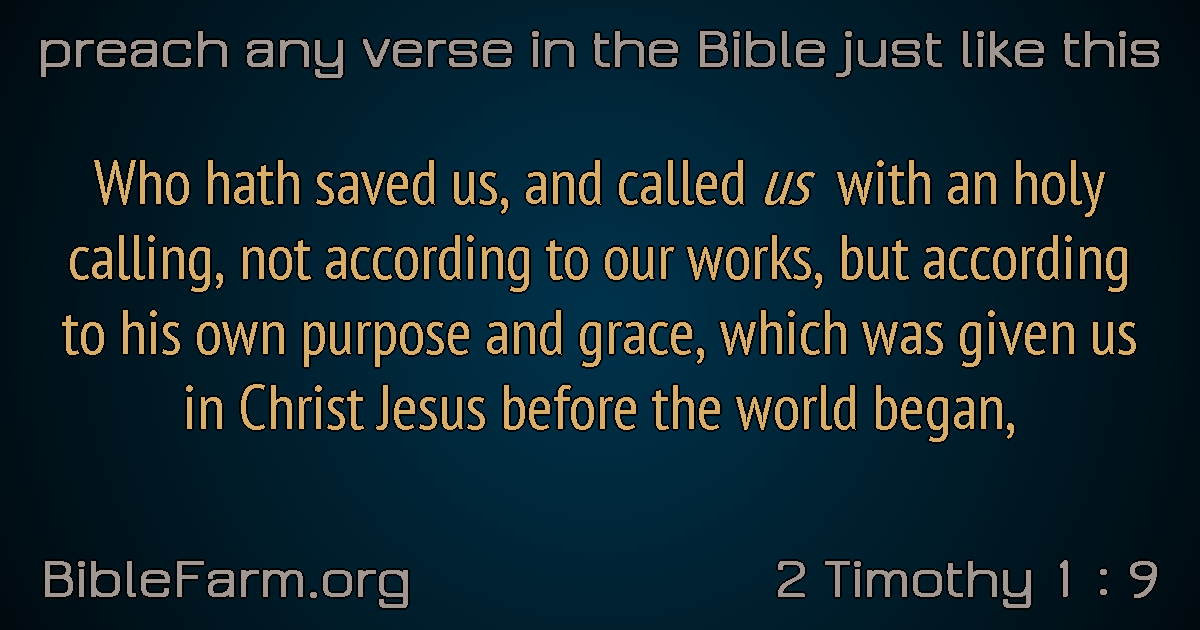 preach any verse in the Bible just like this
Who hath saved us, and called us with an holy
calling, not according to our works, but according
to his own purpose and grace, which was given us
in Christ Jesus before the world began,
BibleFarm.org
2 Timothy 1 : 9